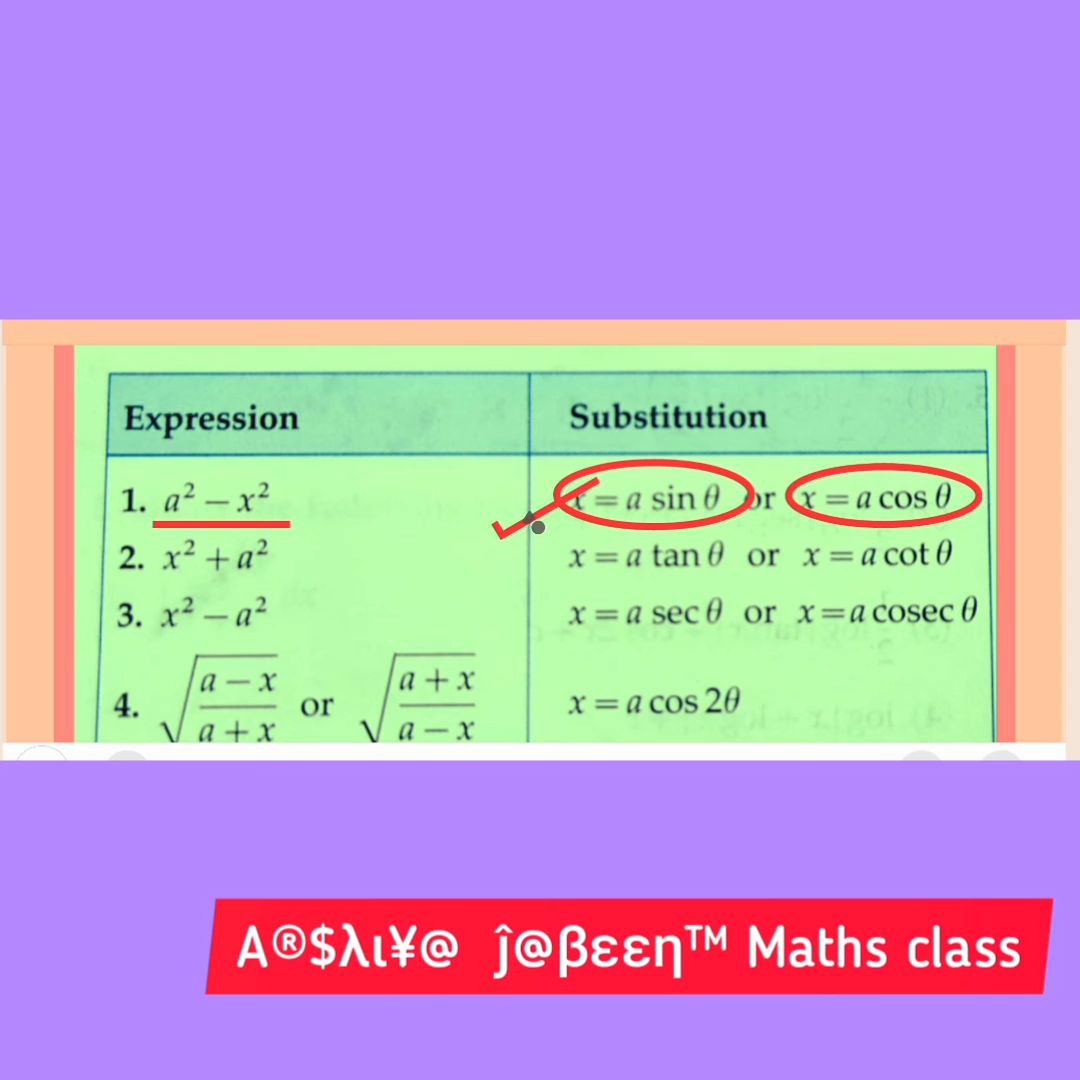 Expression Substitution
1. a² − x² x = a sin θ or x = a cos θ
2. x² + a² x = a tan θ or x = a cot θ
3. x² − a² x = a sec θ or x = a cosec θ
4. √((a − x)/(a + x)) or √((a + x)/(a − x)) x = a cos 2θ
A®$λι¥@ ĵ@βεεη™ Maths class